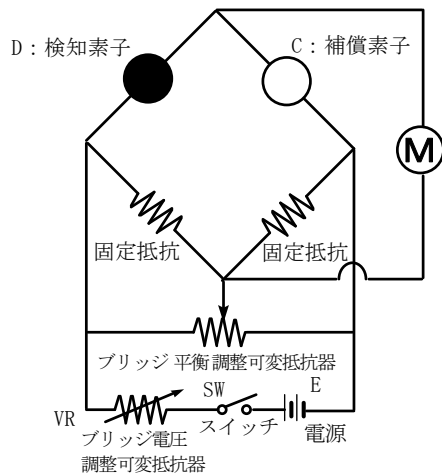 D：検知素子
C：補償素子
M
固定抵抗
固定抵抗
ブリッジ平衡調整可変抵抗器
SW
E
VR
スイッチ
電源
ブリッジ電圧
調整可変抵抗器